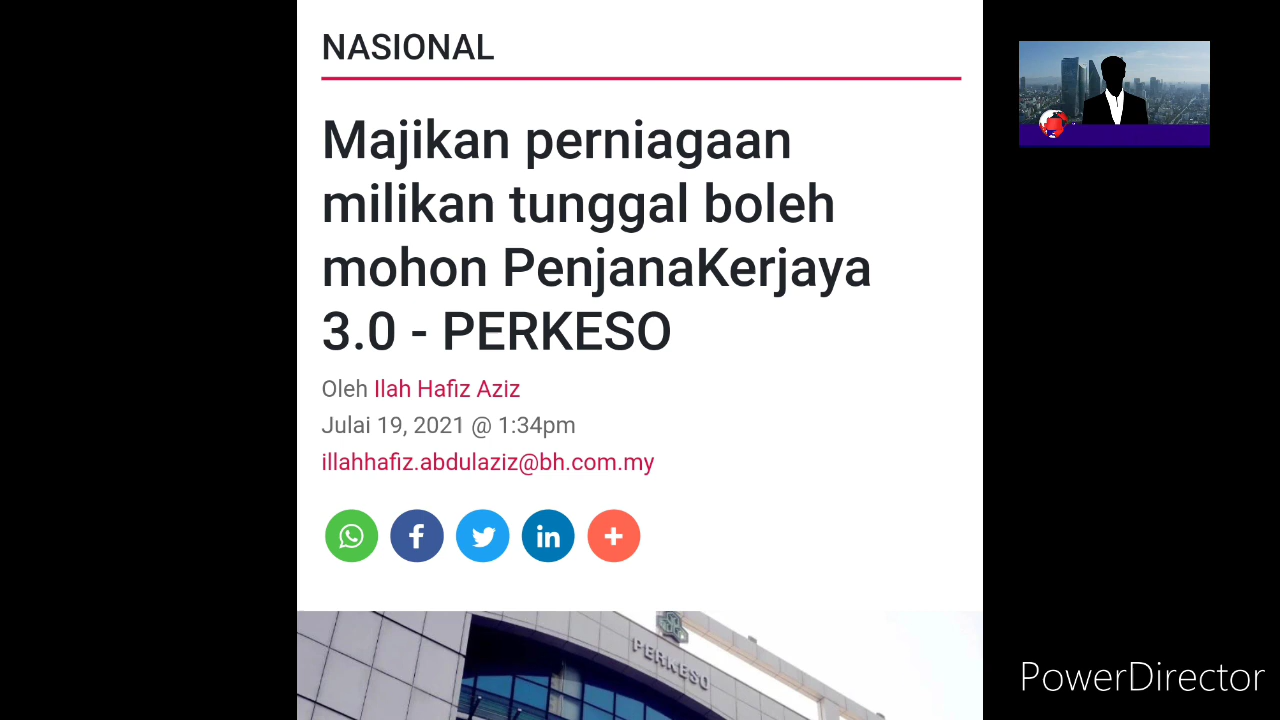 NASIONAL
Majikan perniagaan
milikan tunggal boleh
mohon PenjanaKerjaya
3.0 - PERKESO
Oleh Ilah Hafiz Aziz
Julai 19, 2021 @ 1:34pm
illahhafiz.abdulaziz@bh.com.my
PERKESO
PowerDirector